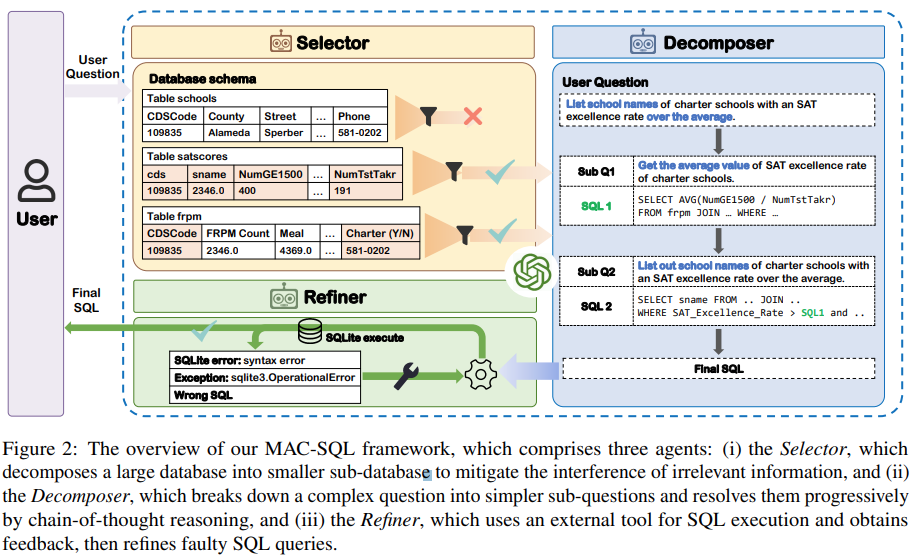 User
Question
User
Final
SQL
Selector
Database schema
Table schools
CDSCode County Street ... Phone
109835 Alameda Sperber ... 581-0202
Table satscores
cds sname NumGE1500 ... NumTstTakr
109835 2346.0 400 ... 191
Table frpm
CDSCode FRPM Count Meal ... Charter (Y/N)
109835 2346.0 4369.0 ... 581-0202
Refiner
SQLite execute
SQLite error: syntax error
Exception: sqlite3.OperationalError
Wrong SQL
Decomposer
User Question
List school names of charter schools with an SAT
excellence rate over the average.
Sub Q1
Get the average value of SAT excellence rate
of charter schools.
SQL 1
SELECT AVG(NumGE1500 / NumTstTakr)
FROM frpm JOIN … WHERE …
Sub Q2
List out school names of charter schools with
an SAT excellence rate over the average.
SQL 2
SELECT sname FROM .. JOIN ..
WHERE SAT_Excellence_Rate > SQL1 and ..
Final SQL
Figure 2: The overview of our MAC-SQL framework, which comprises three agents: (i) the Selector, which
decomposes a large database into smaller sub-database to mitigate the interference of irrelevant information, and (ii)
the Decomposer, which breaks down a complex question into simpler sub-questions and resolves them progressively
by chain-of-thought reasoning, and (iii) the Refiner, which uses an external tool for SQL execution and obtains
feedback, then refines faulty SQL queries.